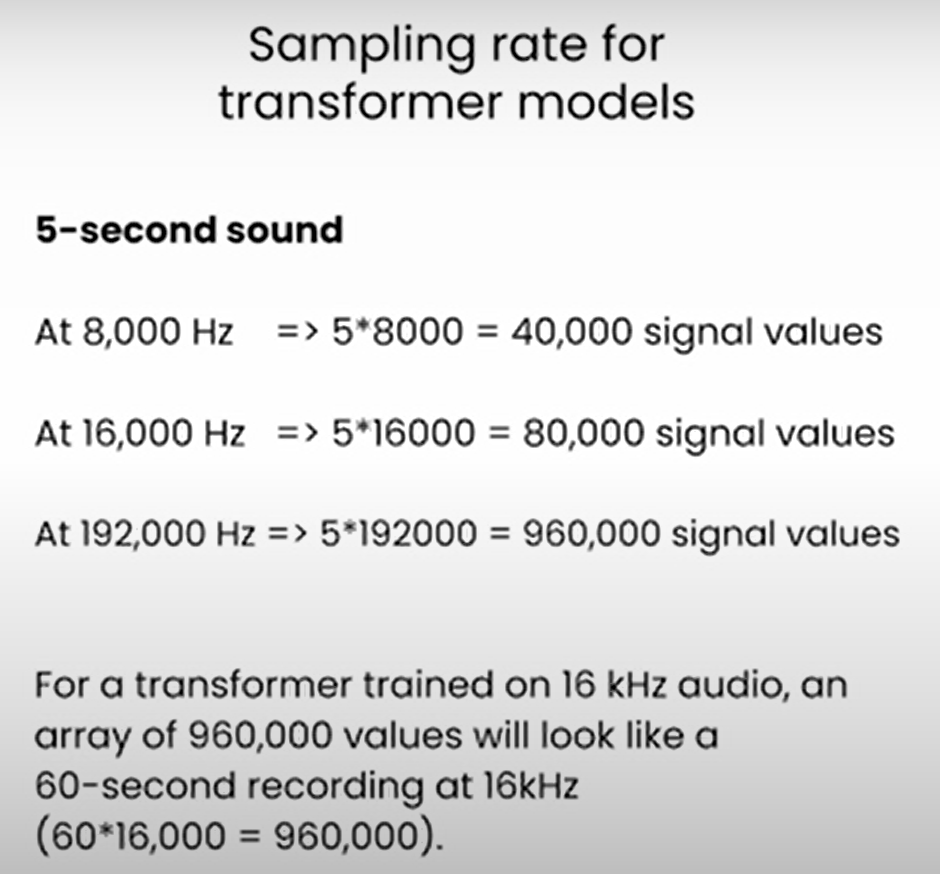 Sampling rate for
transformer models
5-second sound
At 8,000 Hz => 5*8000 = 40,000 signal values
At 16,000 Hz => 5*16000 = 80,000 signal values
At 192,000 Hz => 5*192000 = 960,000 signal values
For a transformer trained on 16 kHz audio, an
array of 960,000 values will look like a
60-second recording at 16kHz
(60*16,000 = 960,000).